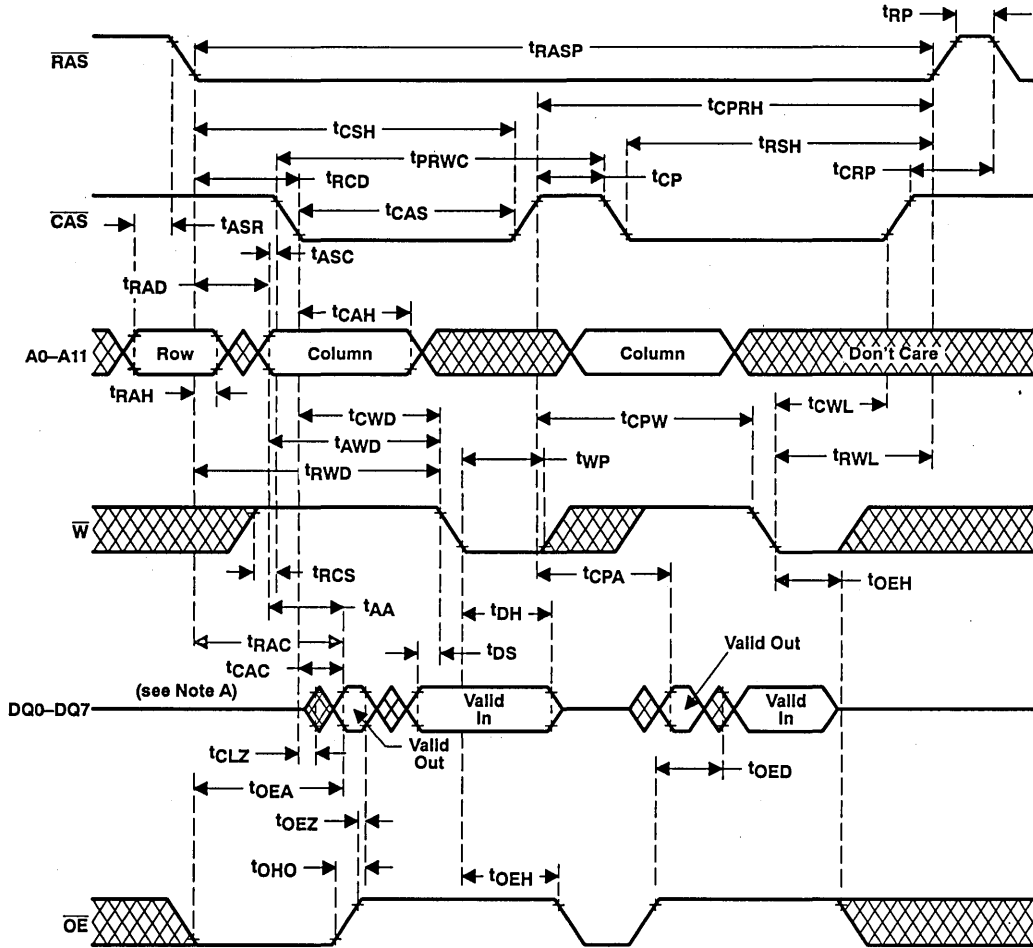 tRP
RAS
tRASP
tCPRH
tCSH
tRSH
tPRWC
tRCD
tCP
tCRP
CAS
tCAS
tASR
tASC
tRAD
tCAH
A0–A11
Row
Column
Column
Don't Care
tRAH
tCWD
tCPW
tCWL
tAWD
tWP
tRWD
tRWL
W
tRCS
tCPA
tOEH
tAA
tDH
tRAC
tDS
Valid Out
tCAC
(see Note A)
DQ0–DQ7
Valid
In
Valid
In
Valid
Out
tCLZ
tOED
tOEA
tOEZ
tOHO
tOEH
OE